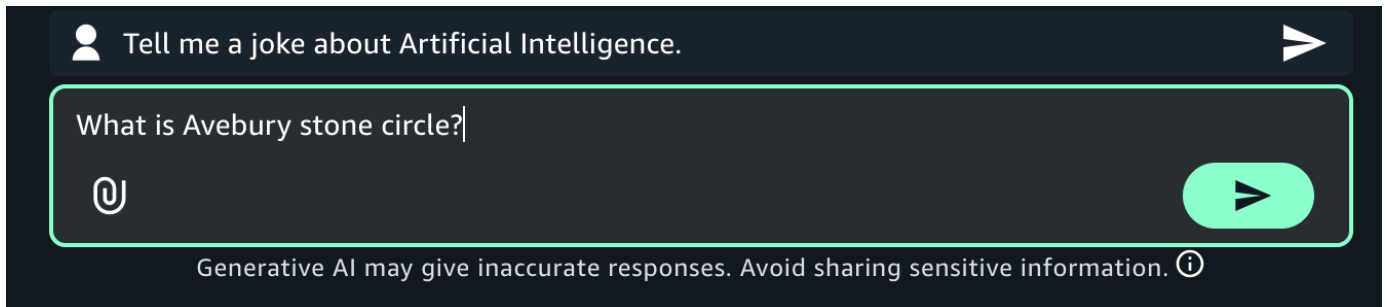 Tell me a joke about Artificial Intelligence.
What is Avebury stone circle?
Generative AI may give inaccurate responses. Avoid sharing sensitive information.